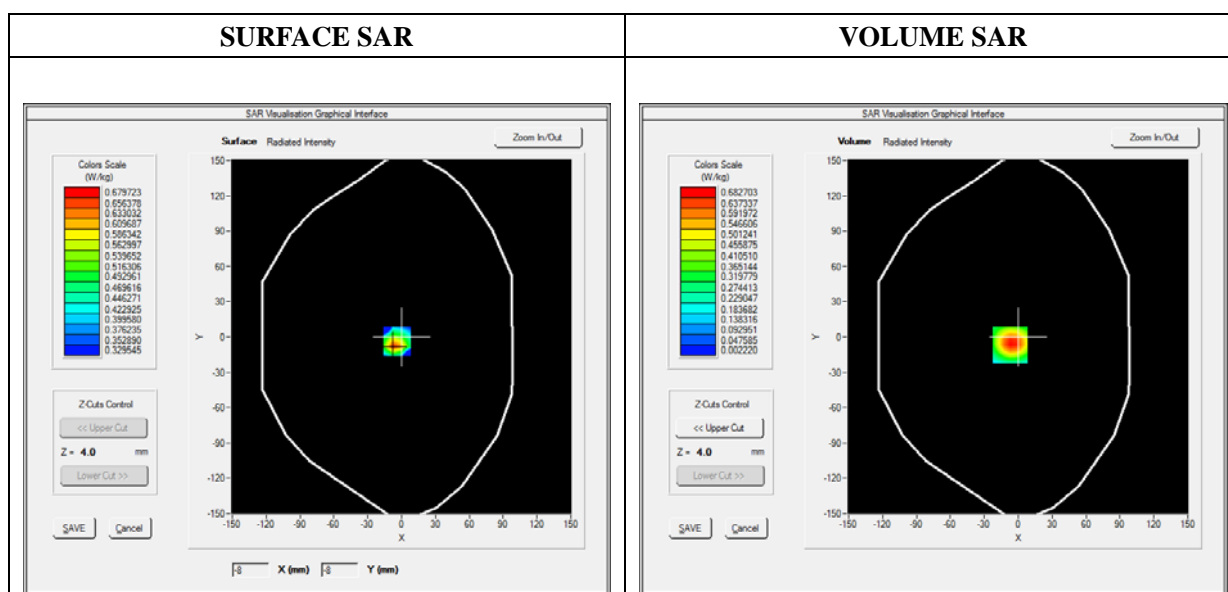 SURFACE SAR
VOLUME SAR
SAR Visualisation Graphical Interface
Surface Radiated Intensity
Zoom In/Out
Colors Scale
(W/kg)
0.679723
0.656378
0.633032
0.609687
0.586342
0.562997
0.539652
0.516306
0.492961
0.469616
0.446271
0.422925
0.399580
0.376235
0.352890
0.329545
Z-Cuts Control
<< Upper Cut
Z = 4.0 mm
Lower Cut >>
SAVE Cancel
150
120
90
60
30
0
-30
-60
-90
-120
-150
Y
-150 -120 -90 -60 -30 0 30 60 90 120 150
X
-8 X (mm) -8 Y (mm)
SAR Visualisation Graphical Interface
Volume Radiated Intensity
Zoom In/Out
Colors Scale
(W/kg)
0.682703
0.637337
0.591972
0.546606
0.501241
0.455875
0.410510
0.365144
0.319779
0.274413
0.229047
0.183682
0.138316
0.092951
0.047585
0.002220
Z-Cuts Control
<< Upper Cut
Z = 4.0 mm
Lower Cut >>
SAVE Cancel
150
120
90
60
30
0
-30
-60
-90
-120
-150
Y
-150 -120 -90 -60 -30 0 30 60 90 120 150
X